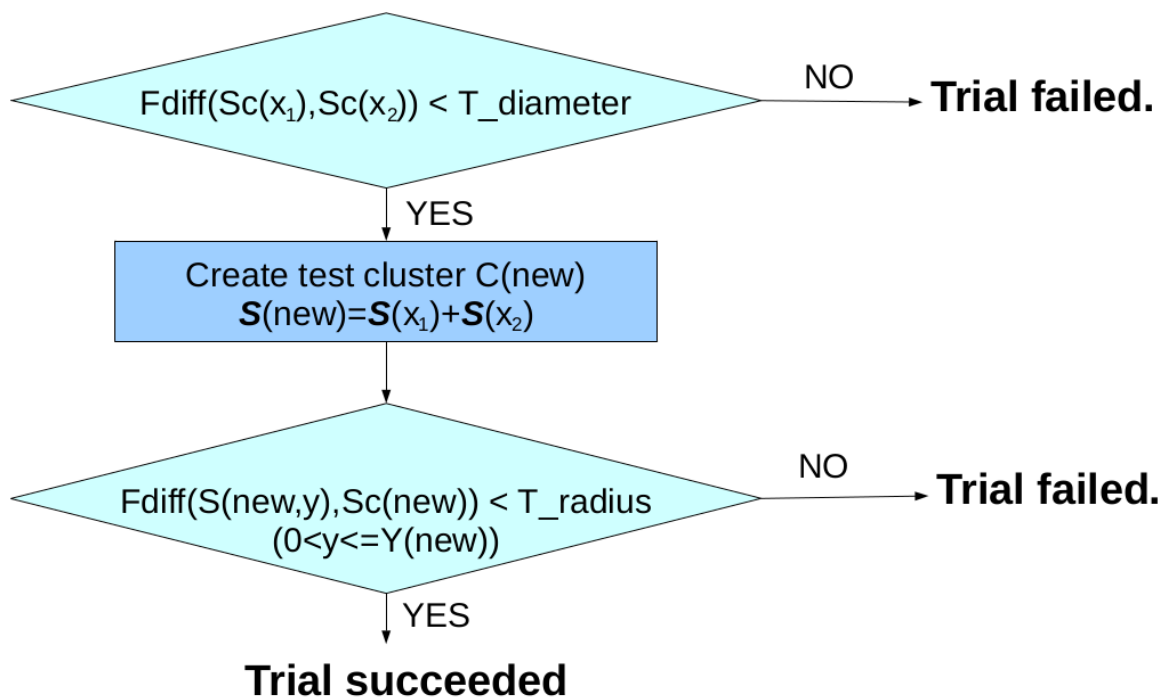 Fdiff(Sc(x₁),Sc(x₂)) < T_diameter
NO
Trial failed.
YES
Create test cluster C(new)
S(new)=S(x₁)+S(x₂)
Fdiff(S(new,y),Sc(new)) < T_radius
(0<y<=Y(new))
NO
Trial failed.
YES
Trial succeeded